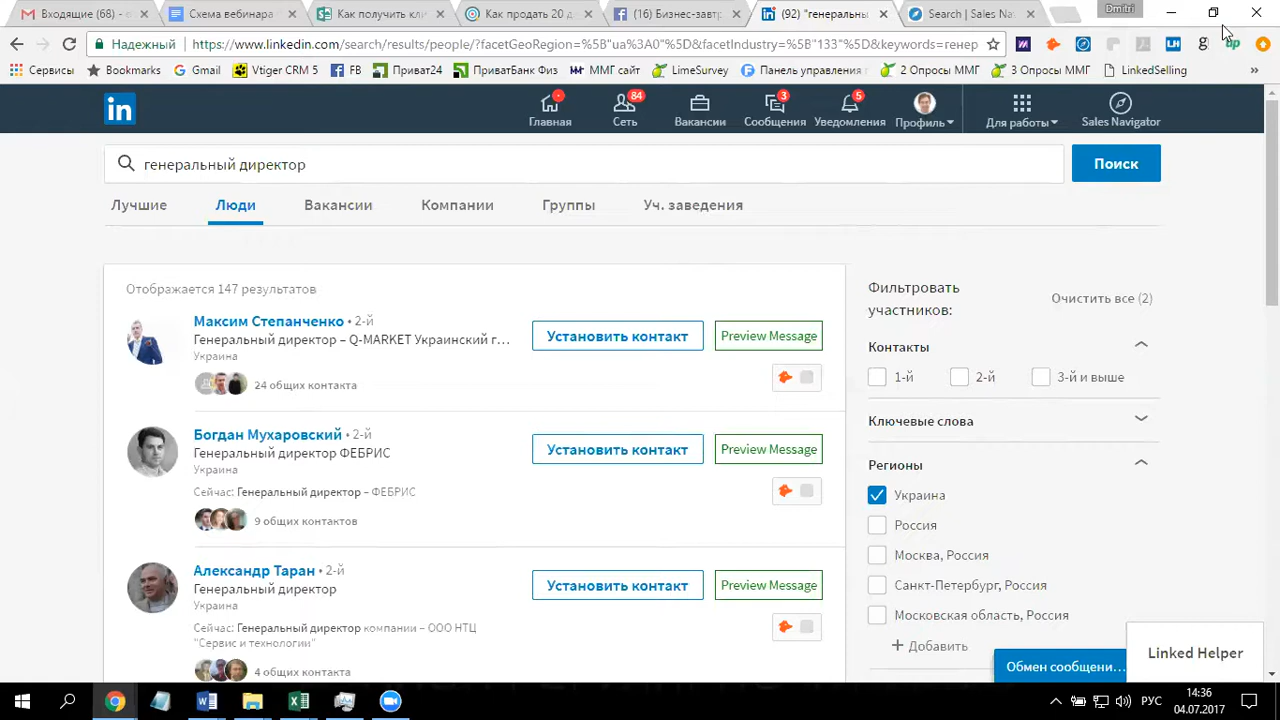 Dmitri
Входящие (68) -
Схема вебинара
Как получить кли
Как продать 20 д
(16) Бизнес-завтр
(92) "генеральны
Search | Sales Na
Надежный
https://www.linkedin.com/search/results/people/?facetGeoRegion=%5B"ua%3A0"%5D&facetIndustry=%5B"133"%5D&keywords=генер
Сервисы
Gmail
Vtiger CRM 5
FB
Приват24
ПриватБанк Физ
ММГ сайт
LimeSurvey
Панель управления
2 Опросы ММГ
3 Опросы ММГ
LinkedSelling
»
in
Главная
84
Сеть
Вакансии
3
Сообщения
5
Уведомления
Профиль
Для работы
Sales Navigator
генеральный директор
Поиск
Лучшие
Люди
Вакансии
Компании
Группы
Уч. заведения
Отображается 147 результатов
Максим Степанченко • 2-й
Генеральный директор – Q-MARKET Украинский г…
Украина
24 общих контакта
Установить контакт
Preview Message
Богдан Мухаровский • 2-й
Генеральный директор ФЕБРИС
Украина
Сейчас: Генеральный директор – ФЕБРИС
9 общих контактов
Установить контакт
Preview Message
Александр Таран • 2-й
Генеральный директор
Украина
Сейчас: Генеральный директор компании – ООО НТЦ
"Сервис и технологии"
4 общих контакта
Установить контакт
Preview Message
Фильтровать
участников:
Очистить все (2)
Контакты
1-й
2-й
3-й и выше
Ключевые слова
Регионы
Украина
Россия
Москва, Россия
Санкт-Петербург, Россия
Московская область, Россия
+ Добавить
Обмен сообщени…
Linked Helper
РУС
14:36
04.07.2017